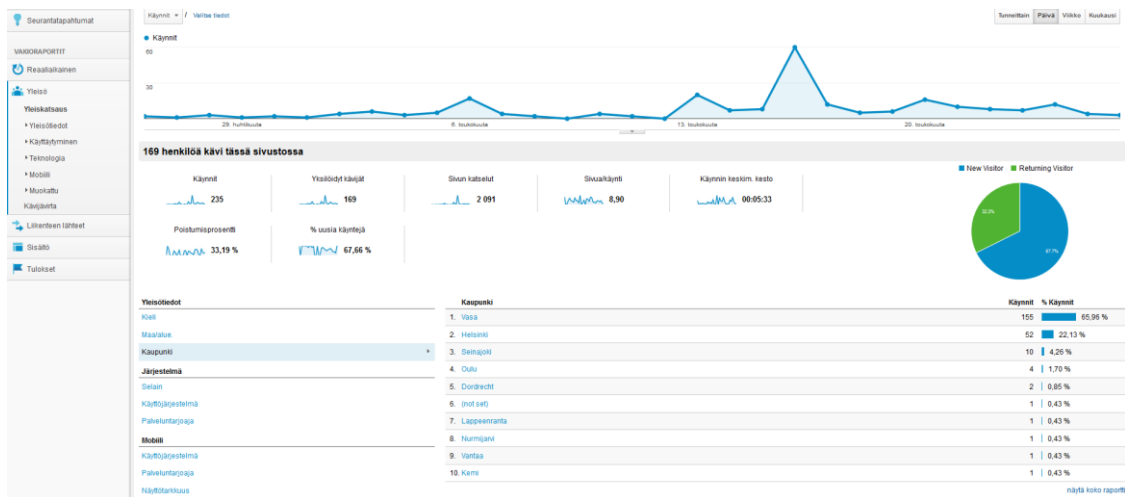 Seurantatapahtumat
VAKIORAPORTIT
Reaaliaikainen
Yleisö
Yleiskatsaus
Yleisötiedot
Käyttäytyminen
Teknologia
Mobiili
Muokattu
Kävijävirta
Liikenteen lähteet
Sisältö
Tulokset
Käynnit / Valitse tiedot
Tunneittain Päivä Viikko Kuukausi
Käynnit
60
30
29. huhtikuuta 6. toukokuuta 13. toukokuuta 20. toukokuuta
169 henkilöä kävi tässä sivustossa
Käynnit Yksilöidyt kävijät Sivun katselut Sivua/käynti Käynnin keskim. kesto
235 169 2 091 8,90 00:05:33
Poistumisprosentti % uusia käyntejä
33,19 % 67,66 %
New Visitor Returning Visitor
32.3%
67.7%
Yleisötiedot
Kieli
Maa/alue.
Kaupunki
Järjestelmä
Selain
Käyttöjärjestelmä
Palveluntarjoaja
Mobiili
Käyttöjärjestelmä
Palveluntarjoaja
Näyttötarkkuus
Kaupunki Käynnit % Käynnit
1. Vasa 155 65,96 %
2. Helsinki 52 22,13 %
3. Seinajoki 10 4,26 %
4. Oulu 4 1,70 %
5. Dordrecht 2 0,85 %
6. (not set) 1 0,43 %
7. Lappeenranta 1 0,43 %
8. Nurmijarvi 1 0,43 %
9. Vantaa 1 0,43 %
10. Kemi 1 0,43 %
näytä koko raportti